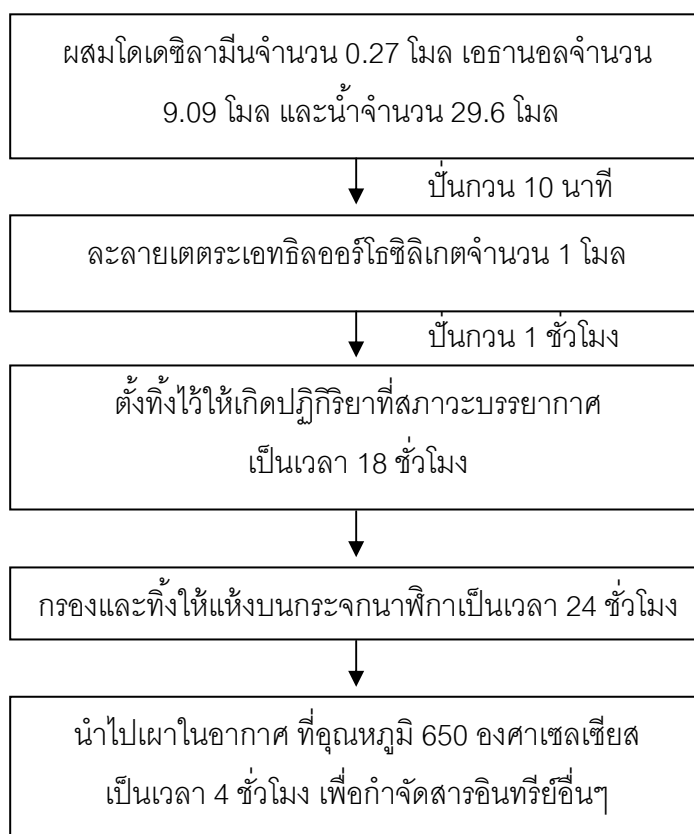 ผสมโดเดซิลามีนจำนวน 0.27 โมล เอธานอลจำนวน
9.09 โมล และน้ำจำนวน 29.6 โมล
ปั่นกวน 10 นาที
ละลายเตตระเอทธิลออร์โธซิลิเกตจำนวน 1 โมล
ปั่นกวน 1 ชั่วโมง
ตั้งทิ้งไว้ให้เกิดปฏิกิริยาที่สภาวะบรรยากาศ
เป็นเวลา 18 ชั่วโมง
กรองและทิ้งให้แห้งบนกระจกนาฬิกาเป็นเวลา 24 ชั่วโมง
นำไปเผาในอากาศ ที่อุณหภูมิ 650 องศาเซลเซียส
เป็นเวลา 4 ชั่วโมง เพื่อกำจัดสารอินทรีย์อื่นๆ